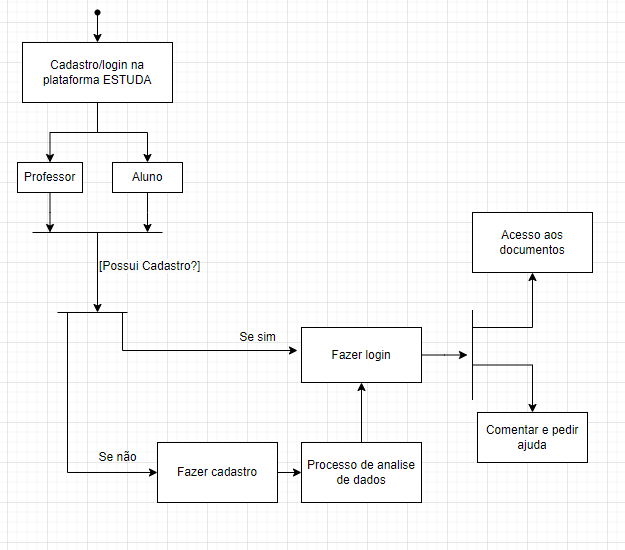 Cadastro/login na
plataforma ESTUDA
Professor
Aluno
[Possui Cadastro?]
Acesso aos
documentos
Se sim
Fazer login
Comentar e pedir
ajuda
Se não
Fazer cadastro
Processo de analise
de dados